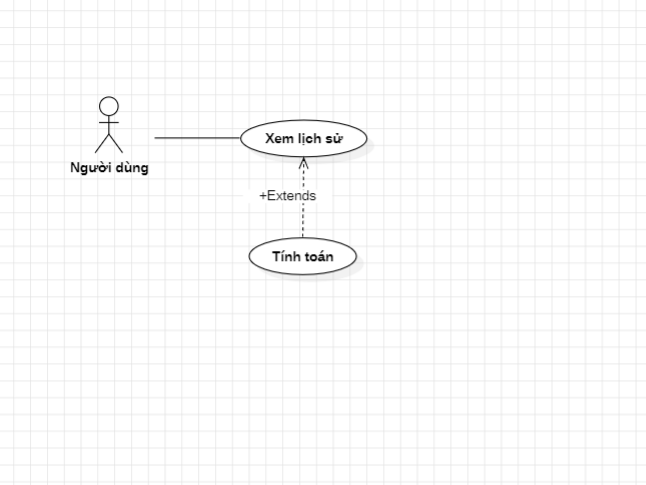 Xem lịch sử
Người dùng
+Extends
Tính toán